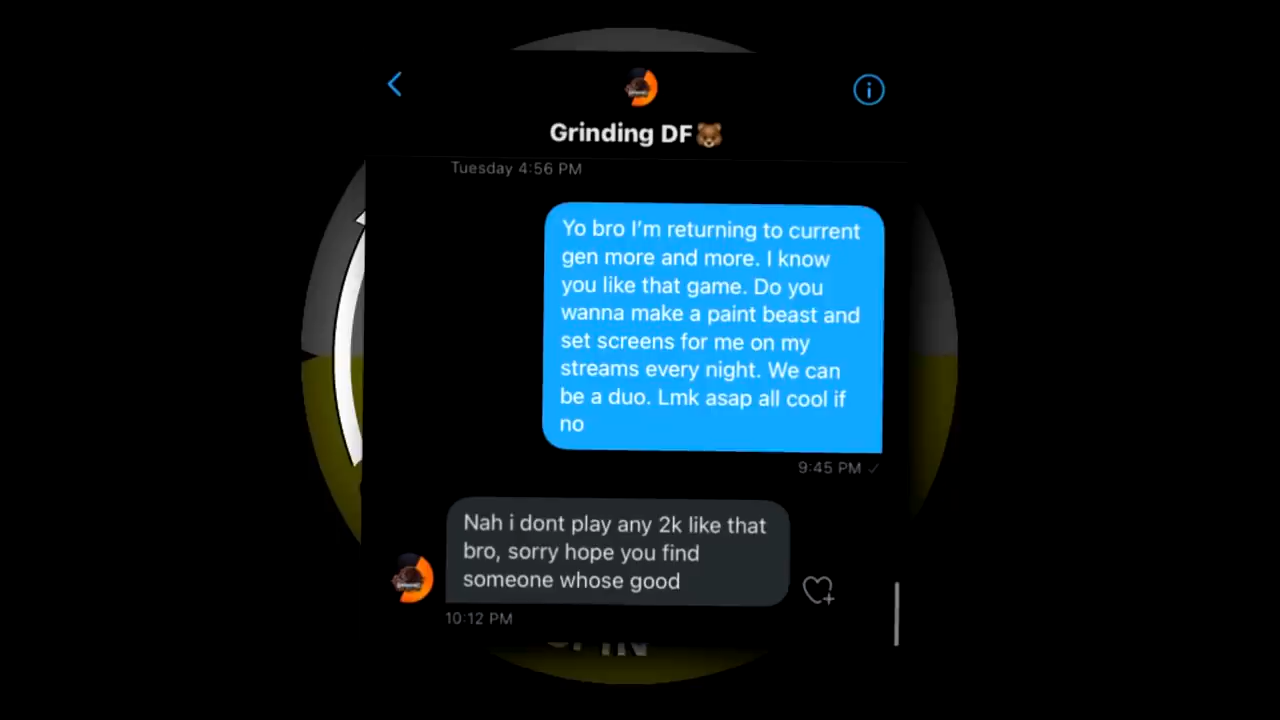 Grinding DF🐻
Tuesday 4:56 PM
Yo bro I'm returning to current
gen more and more. I know
you like that game. Do you
wanna make a paint beast and
set screens for me on my
streams every night. We can
be a duo. Lmk asap all cool if
no
9:45 PM ✓
Nah i dont play any 2k like that
bro, sorry hope you find
someone whose good
10:12 PM